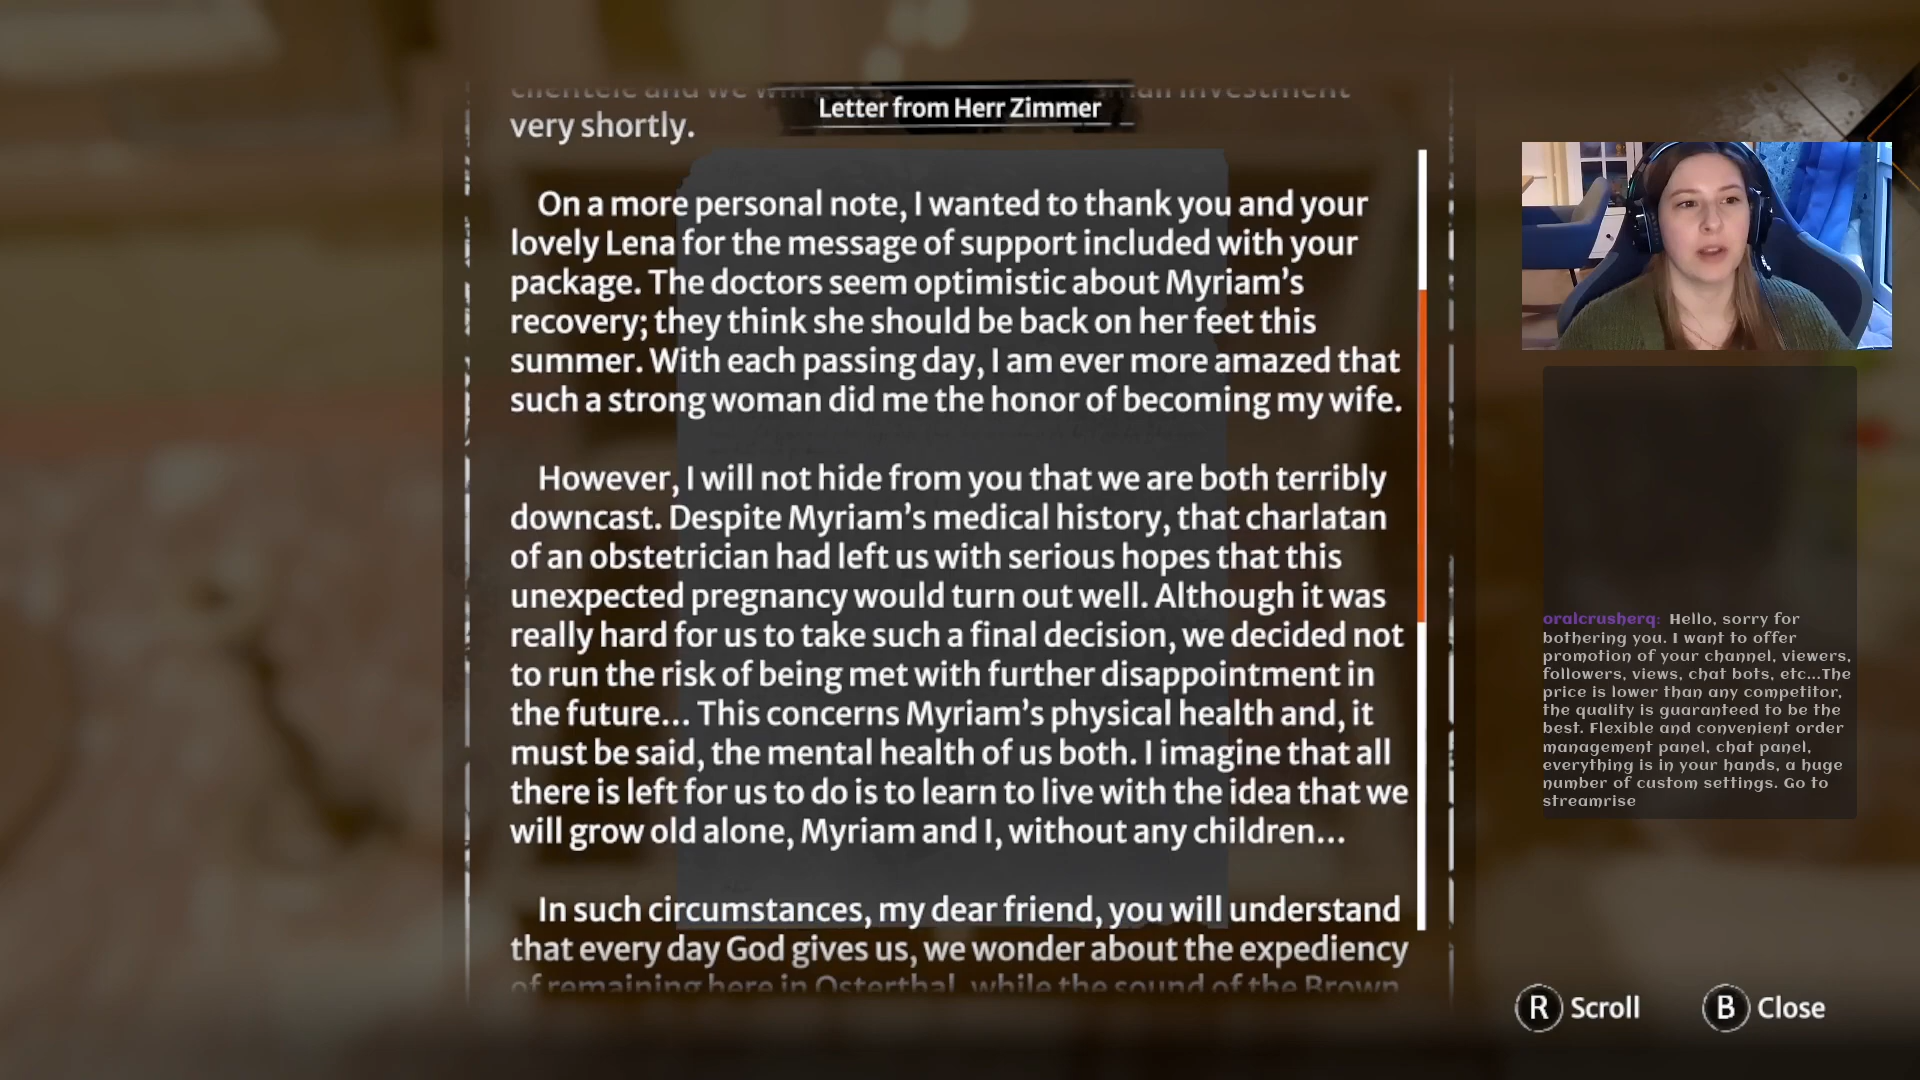 Letter from Herr Zimmer
very shortly.
On a more personal note, I wanted to thank you and your
lovely Lena for the message of support included with your
package. The doctors seem optimistic about Myriam's
recovery; they think she should be back on her feet this
summer. With each passing day, I am ever more amazed that
such a strong woman did me the honor of becoming my wife.
However, I will not hide from you that we are both terribly
downcast. Despite Myriam's medical history, that charlatan
of an obstetrician had left us with serious hopes that this
unexpected pregnancy would turn out well. Although it was
really hard for us to take such a final decision, we decided not
to run the risk of being met with further disappointment in
the future... This concerns Myriam's physical health and, it
must be said, the mental health of us both. I imagine that all
there is left for us to do is to learn to live with the idea that we
will grow old alone, Myriam and I, without any children...
In such circumstances, my dear friend, you will understand
that every day God gives us, we wonder about the expediency
of remaining here in Osterthal, while the sound of the Brown
oralcrusherq: Hello, sorry for
bothering you. I want to offer
promotion of your channel, viewers,
followers, views, chat bots, etc...The
price is lower than any competitor,
the quality is guaranteed to be the
best. Flexible and convenient order
management panel, chat panel,
everything is in your hands, a huge
number of custom settings. Go to
streamrise
R Scroll
B Close